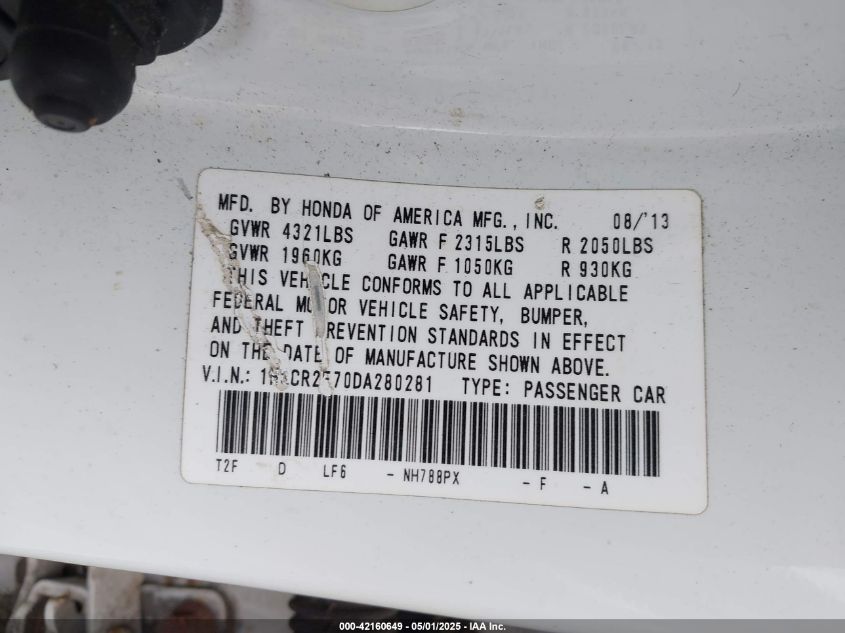 MFD. BY HONDA OF AMERICA MFG., INC. 08/'13
GVWR 4321LBS GAWR F 2315LBS R 2050LBS
GVWR 1960KG GAWR F 1050KG R 930KG
THIS VEHICLE CONFORMS TO ALL APPLICABLE
FEDERAL MOTOR VEHICLE SAFETY, BUMPER,
AND THEFT PREVENTION STANDARDS IN EFFECT
ON THE DATE OF MANUFACTURE SHOWN ABOVE.
V.I.N.: TYPE: PASSENGER CAR
T2F D LF6 - NH788PX - F - A
000-42160649 — 05/01/2025 — IAA Inc.